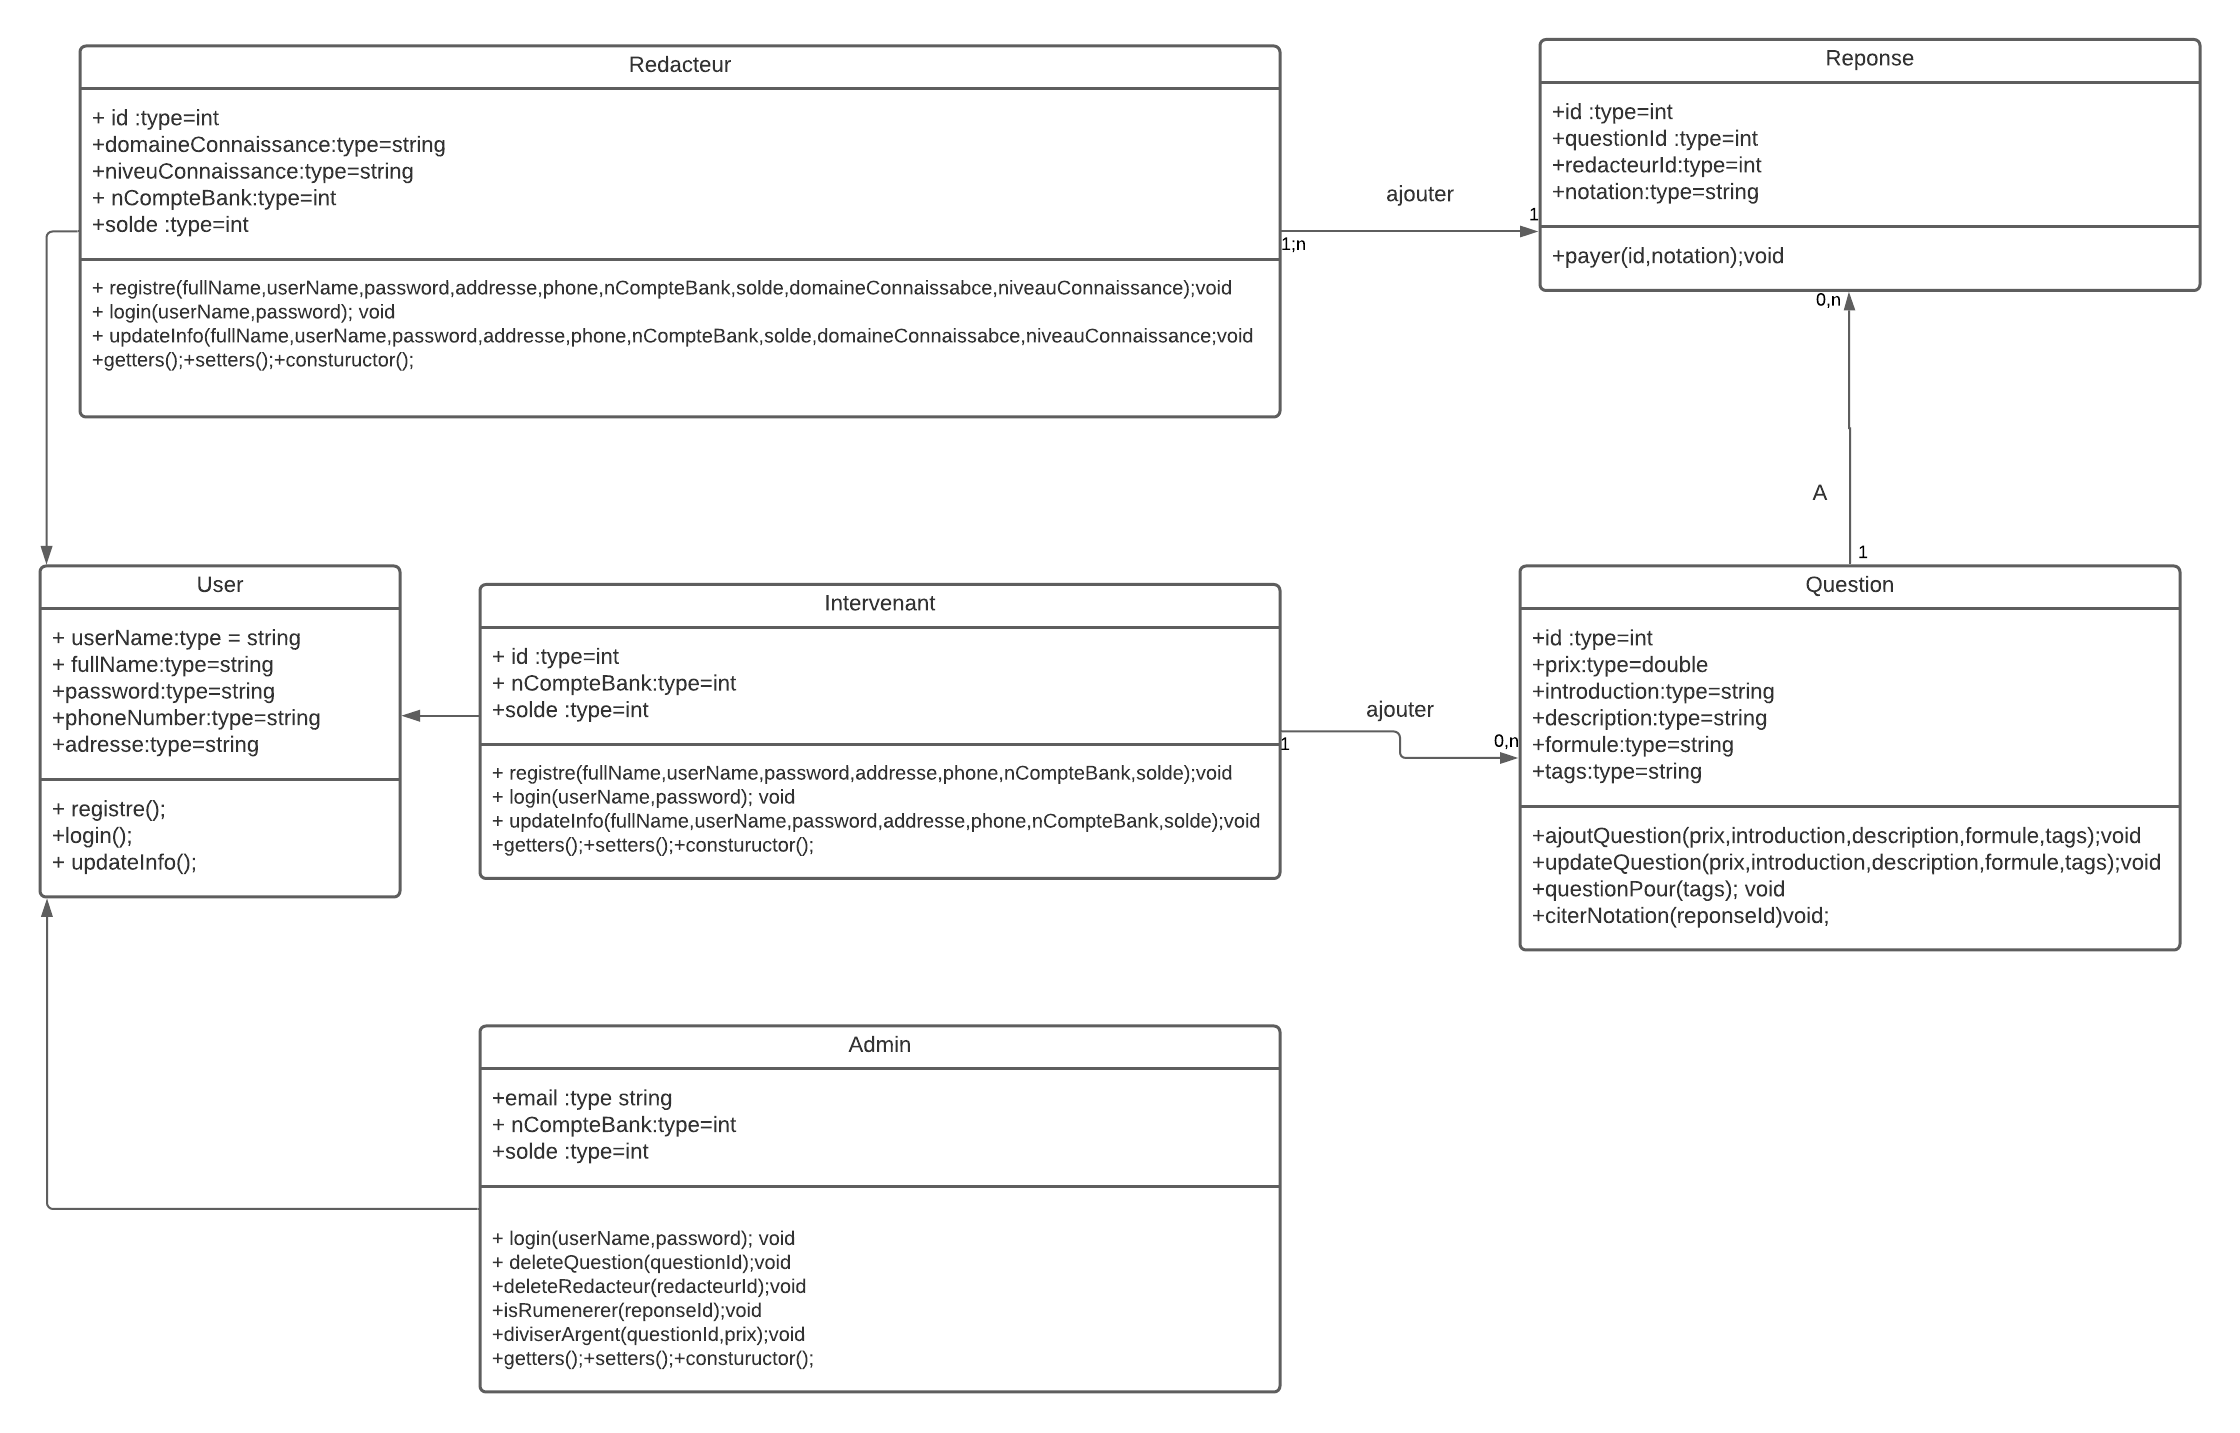 Redacteur
+ id :type=int
+domaineConnaissance:type=string
+niveuConnaissance:type=string
+ nCompteBank:type=int
+solde :type=int
+ registre(fullName,userName,password,addresse,phone,nCompteBank,solde,domaineConnaissabce,niveauConnaissance);void
+ login(userName,password); void
+ updateInfo(fullName,userName,password,addresse,phone,nCompteBank,solde,domaineConnaissabce,niveauConnaissance;void
+getters();+setters();+constuructor();
ajouter
1
1;n
Reponse
+id :type=int
+questionId :type=int
+redacteurId:type=int
+notation:type=string
+payer(id,notation);void
0,n
A
1
User
+ userName:type = string
+ fullName:type=string
+password:type=string
+phoneNumber:type=string
+adresse:type=string
+ registre();
+login();
+ updateInfo();
Intervenant
+ id :type=int
+ nCompteBank:type=int
+solde :type=int
+ registre(fullName,userName,password,addresse,phone,nCompteBank,solde);void
+ login(userName,password); void
+ updateInfo(fullName,userName,password,addresse,phone,nCompteBank,solde);void
+getters();+setters();+constuructor();
ajouter
1
0,n
Question
+id :type=int
+prix:type=double
+introduction:type=string
+description:type=string
+formule:type=string
+tags:type=string
+ajoutQuestion(prix,introduction,description,formule,tags);void
+updateQuestion(prix,introduction,description,formule,tags);void
+questionPour(tags); void
+citerNotation(reponseId)void;
Admin
+email :type string
+ nCompteBank:type=int
+solde :type=int
+ login(userName,password); void
+ deleteQuestion(questionId);void
+deleteRedacteur(redacteurId);void
+isRumenerer(reponseId);void
+diviserArgent(questionId,prix);void
+getters();+setters();+constuructor();